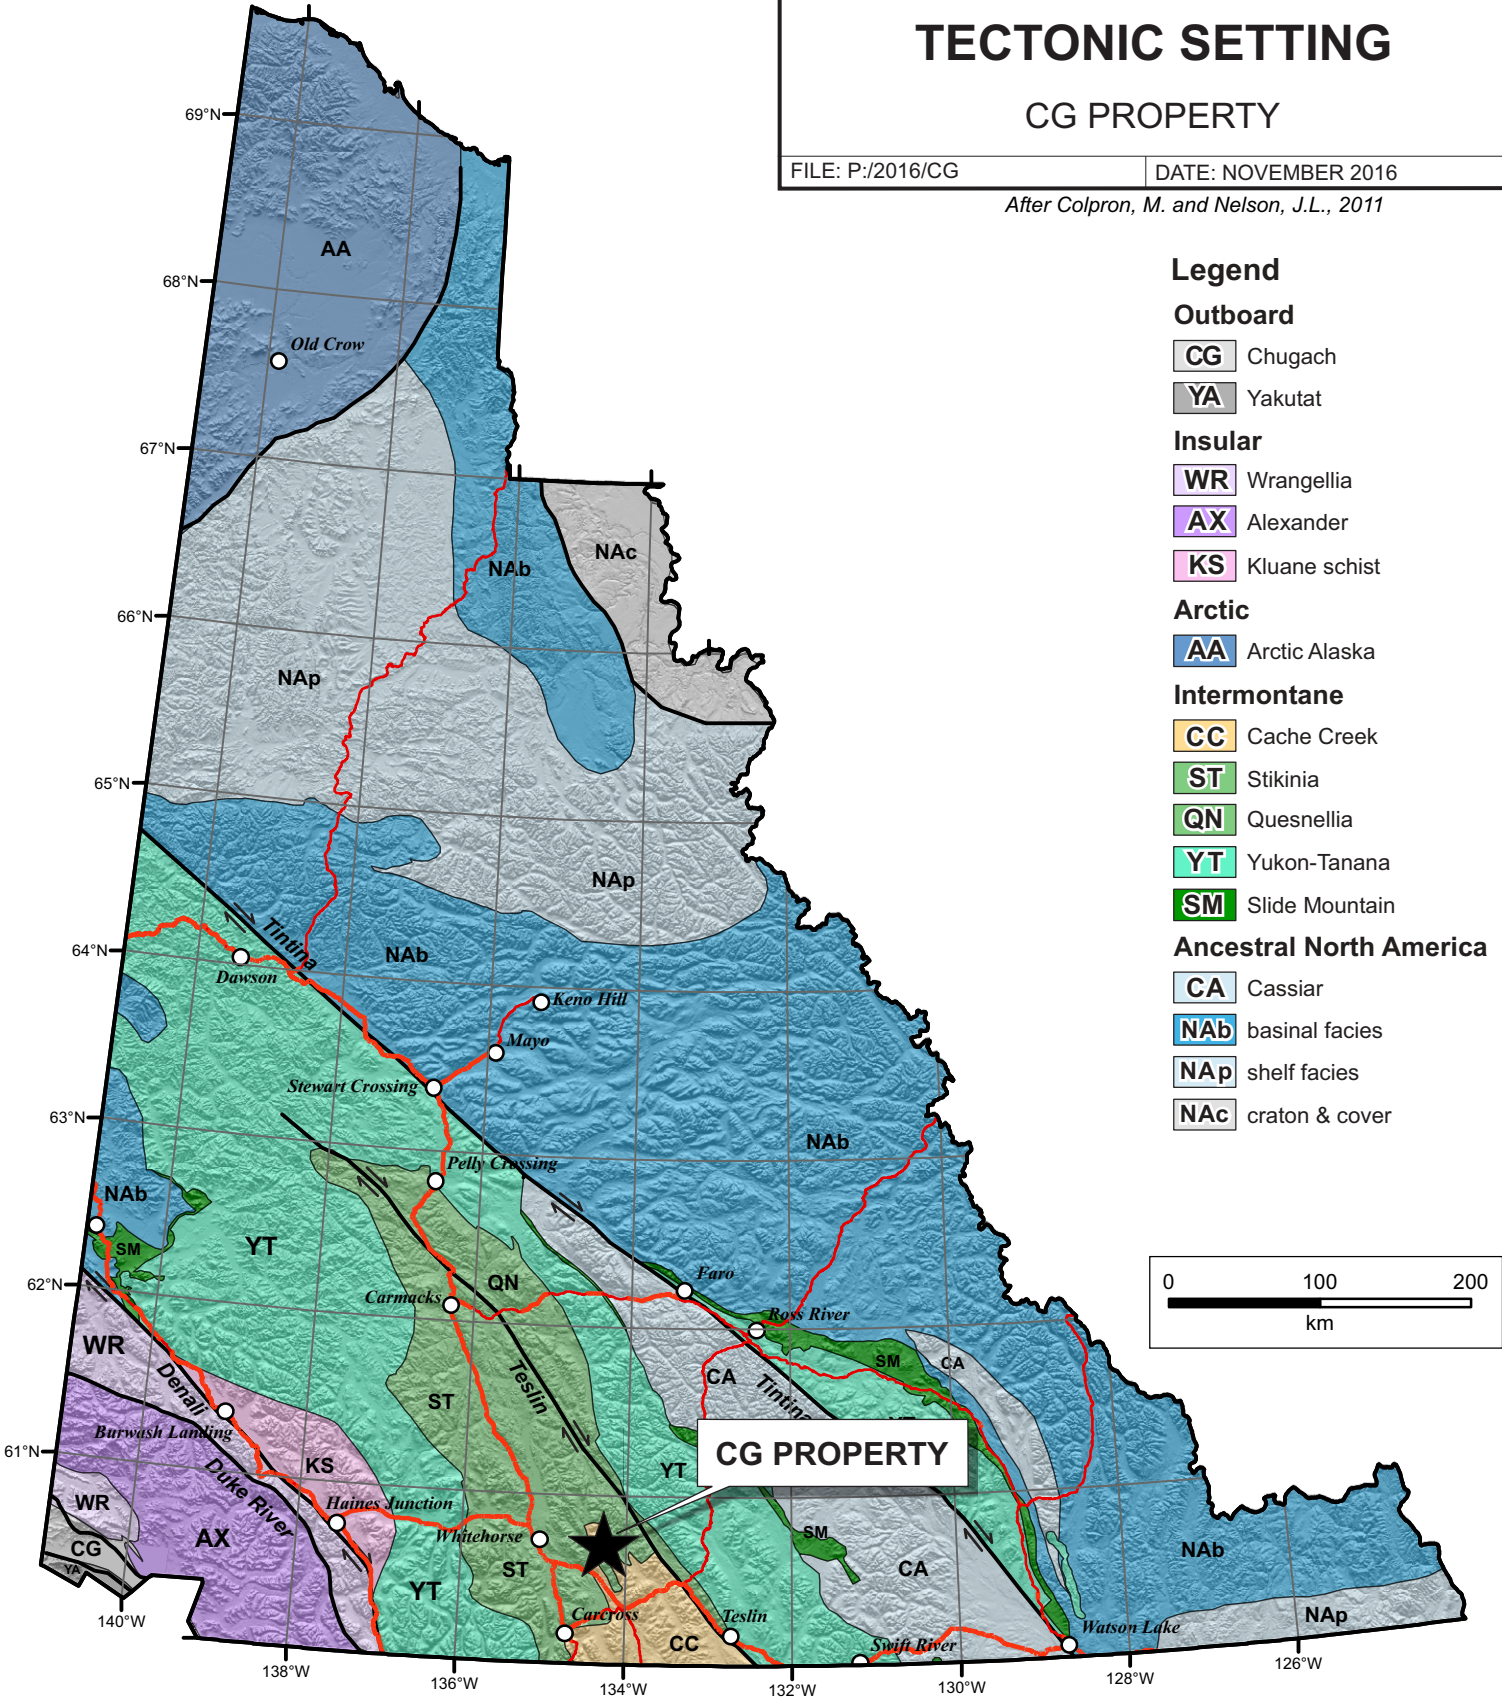 TECTONIC SETTING
CG PROPERTY
FILE: P:/2016/CG
DATE: NOVEMBER 2016
After Colpron, M. and Nelson, J.L., 2011
Legend
Outboard
CG Chugach
YA Yakutat
Insular
WR Wrangellia
AX Alexander
KS Kluane schist
Arctic
AA Arctic Alaska
Intermontane
CC Cache Creek
ST Stikinia
QN Quesnellia
YT Yukon-Tanana
SM Slide Mountain
Ancestral North America
CA Cassiar
NAb basinal facies
NAp shelf facies
NAc craton & cover
0 100 200
km
69°N
68°N
67°N
66°N
65°N
64°N
63°N
62°N
61°N
AA
Old Crow
NAc
NAb
NAp
NAp
Tintina
NAb
Dawson
Keno Hill
Mayo
Stewart Crossing
NAb
Pelly Crossing
NAb
SM
YT
QN
Faro
Carmacks
Ross River
WR
SM
CA
CA
Denali
ST
Teslin
Tintina
YT
Burwash Landing
CG PROPERTY
KS
YT
Duke River
WR
Haines Junction
AX
Whitehorse
SM
CG
YA
ST
CA
NAb
YT
Carcross
Teslin
NAp
CC
Swift River
Watson Lake
140°W
138°W
136°W
134°W
132°W
130°W
128°W
126°W